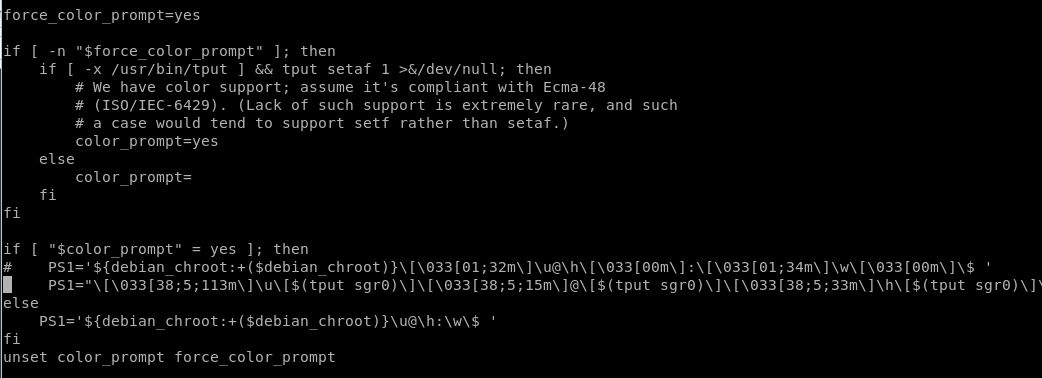 force_color_prompt=yes

if [ -n "$force_color_prompt" ]; then
    if [ -x /usr/bin/tput ] && tput setaf 1 >&/dev/null; then
        # We have color support; assume it's compliant with Ecma-48
        # (ISO/IEC-6429). (Lack of such support is extremely rare, and such
        # a case would tend to support setf rather than setaf.)
        color_prompt=yes
    else
        color_prompt=
    fi
fi

if [ "$color_prompt" = yes ]; then
#    PS1='${debian_chroot:+($debian_chroot)}\[\033[01;32m\]\u@\h\[\033[00m\]:\[\033[01;34m\]\w\[\033[00m\]\$ '
     PS1="\[\033[38;5;113m\]\u\[$(tput sgr0)\]\[\033[38;5;15m\]@\[$(tput sgr0)\]\[\033[38;5;33m\]\h\[$(tput sgr0)\]\
else
    PS1='${debian_chroot:+($debian_chroot)}\u@\h:\w\$ '
fi
unset color_prompt force_color_prompt